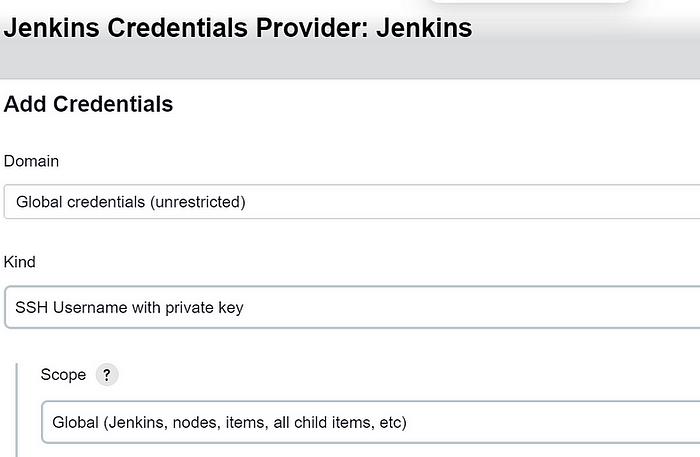 Jenkins Credentials Provider: Jenkins
Add Credentials
Domain
Global credentials (unrestricted)
Kind
SSH Username with private key
Scope ?
Global (Jenkins, nodes, items, all child items, etc)